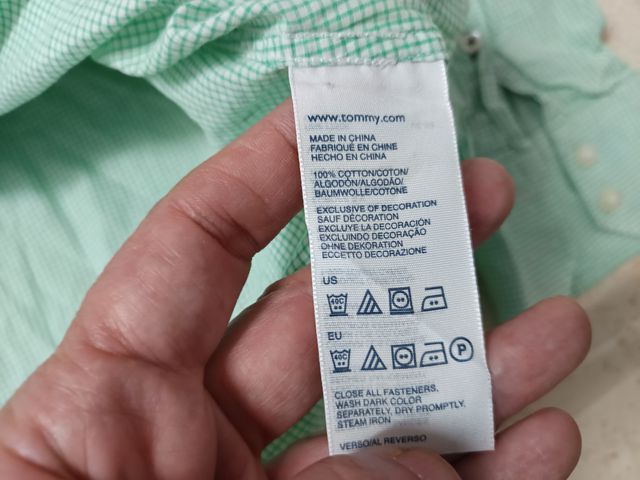 www.tommy.com
MADE IN CHINA
FABRIQUÉ EN CHINE
HECHO EN CHINA
100% COTTON/COTON/
ALGODÓN/ALGODÃO/
BAUMWOLLE/COTONE
EXCLUSIVE OF DECORATION
SAUF DÉCORATION
EXCLUYE LA DECORACIÓN
EXCLUINDO DECORAÇÃO
OHNE DEKORATION
ECCETTO DECORAZIONE
US
40C
EU
40C P
CLOSE ALL FASTENERS,
WASH DARK COLOR
SEPARATELY, DRY PROMPTLY,
STEAM IRON
VERSO/AL REVERSO